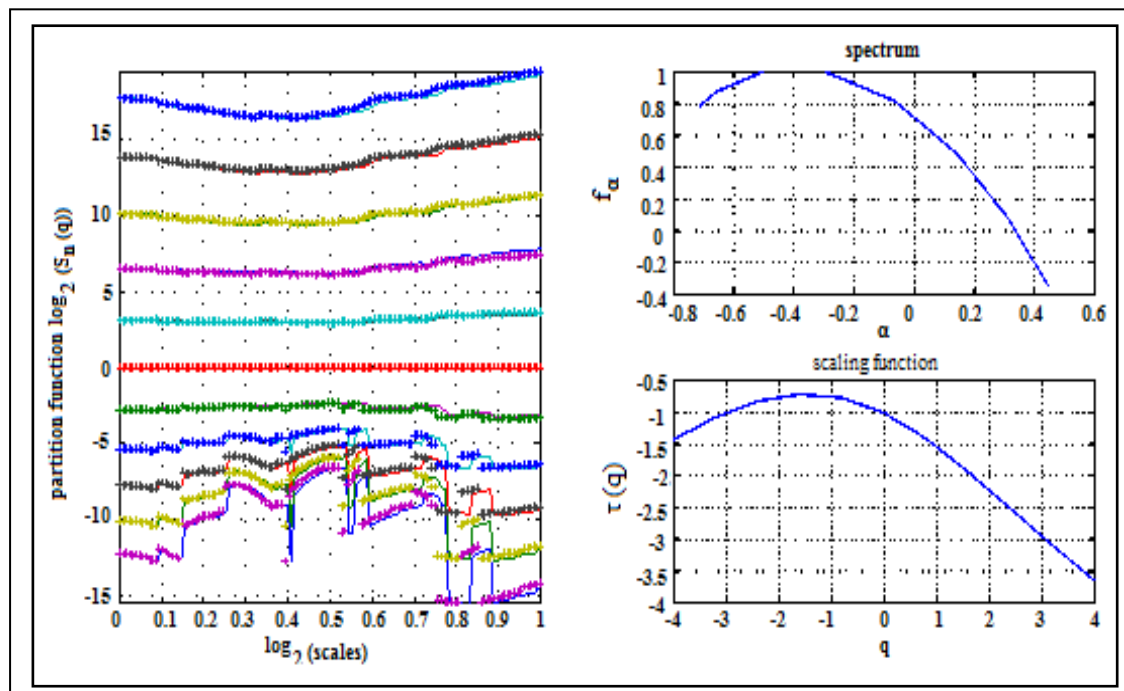 partition function log2 (Sn (q))
15
10
5
0
-5
-10
-15
0 0.1 0.2 0.3 0.4 0.5 0.6 0.7 0.8 0.9 1
log2 (scales)
spectrum
fα
1
0.8
0.6
0.4
0.2
0
-0.2
-0.4
-0.8 -0.6 -0.4 -0.2 0 0.2 0.4 0.6
α
scaling function
τ (q)
-0.5
-1
-1.5
-2
-2.5
-3
-3.5
-4
-4 -3 -2 -1 0 1 2 3 4
q